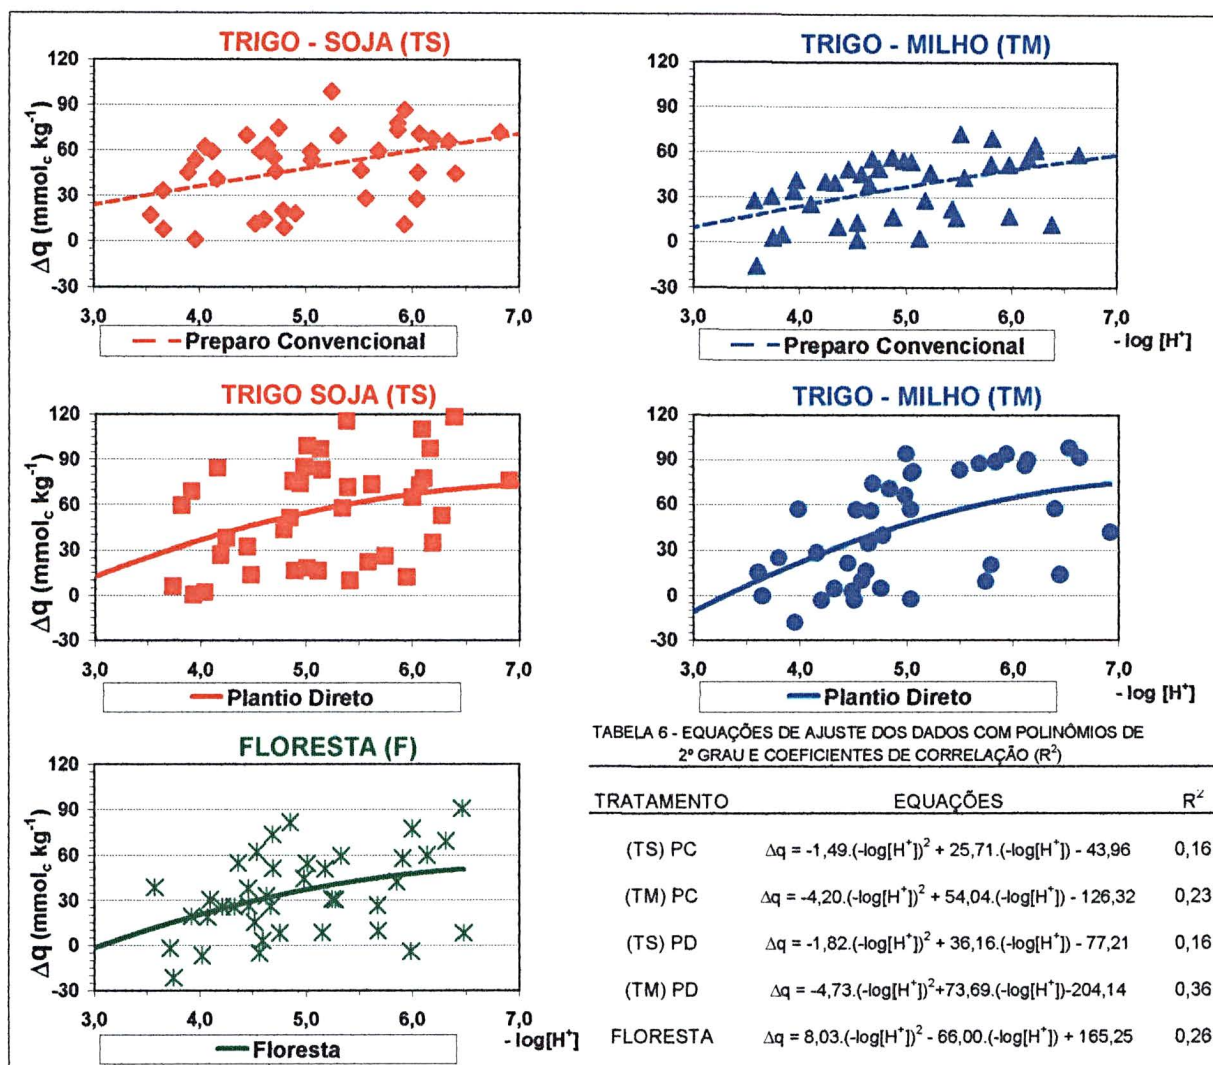 TRIGO - SOJA (TS)
120
90
60
30
0
-30
Δq (mmolc kg-1)
3,0 4,0 5,0 6,0 7,0
Preparo Convencional
TRIGO - MILHO (TM)
120
90
60
30
0
-30
3,0 4,0 5,0 6,0 7,0
Preparo Convencional
- log [H+]
TRIGO SOJA (TS)
120
90
60
30
0
-30
Δq (mmolc kg-1)
3,0 4,0 5,0 6,0 7,0
Plantio Direto
TRIGO - MILHO (TM)
120
90
60
30
0
-30
3,0 4,0 5,0 6,0 7,0
Plantio Direto
- log [H+]
FLORESTA (F)
120
90
60
30
0
-30
Δq (mmolc kg-1)
3,0 4,0 5,0 6,0 7,0
Floresta
- log[H+]
TABELA 6 - EQUAÇÕES DE AJUSTE DOS DADOS COM POLINÔMIOS DE
2º GRAU E COEFICIENTES DE CORRELAÇÃO (R2)
TRATAMENTO EQUAÇÕES R2
(TS) PC Δq = -1,49.(-log[H+])2 + 25,71.(-log[H+]) - 43,96 0,16
(TM) PC Δq = -4,20.(-log[H+])2 + 54,04.(-log[H+]) - 126,32 0,23
(TS) PD Δq = -1,82.(-log[H+])2 + 36,16.(-log[H+]) - 77,21 0,16
(TM) PD Δq = -4,73.(-log[H+])2+73,69.(-log[H+])-204,14 0,36
FLORESTA Δq = 8,03.(-log[H+])2 - 66,00.(-log[H+]) + 165,25 0,26